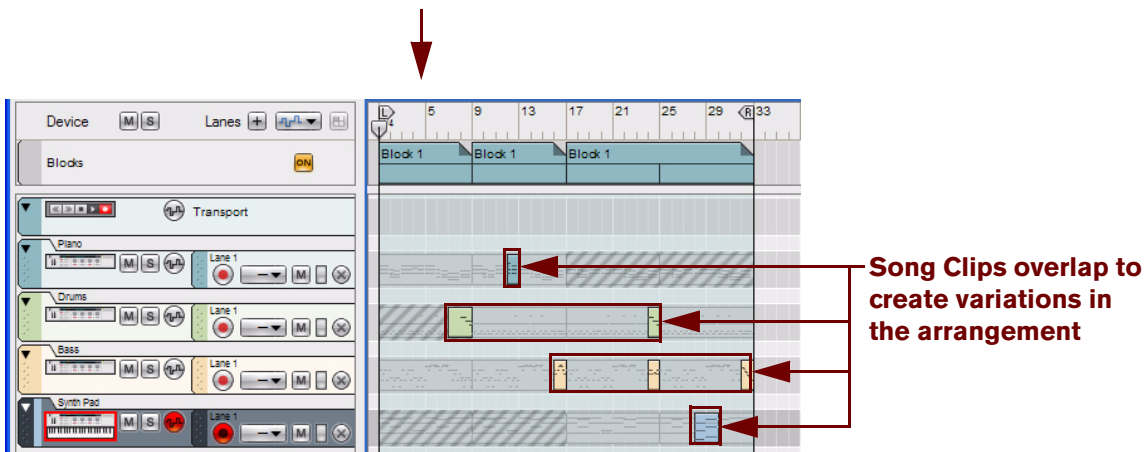 Device M S Lanes +
L 5 9 13 17 21 25 29 R 33
4
Blocks ON
Block 1 Block 1 Block 1
Transport
Piano
M S Lane 1 M
Drums
M S Lane 1 M
Bass
M S Lane 1 M
Synth Pad
M S Lane 1 M
Song Clips overlap to
create variations in
the arrangement